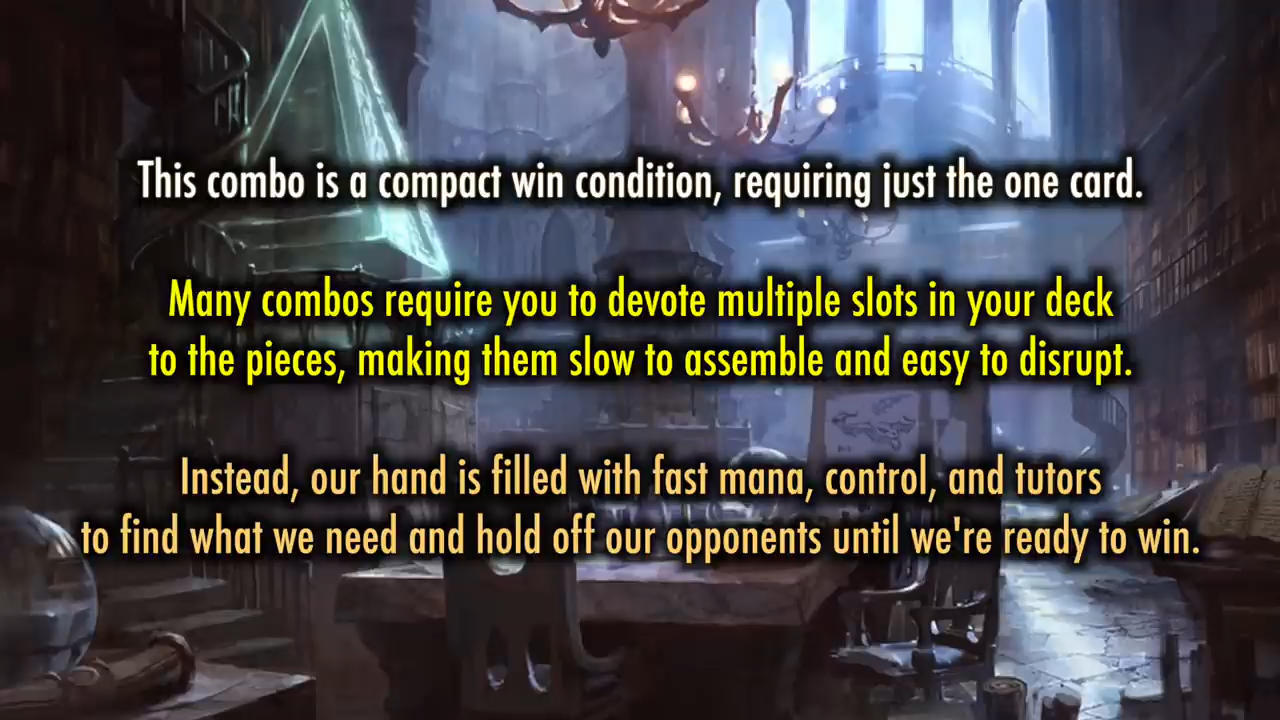 This combo is a compact win condition, requiring just the one card.
Many combos require you to devote multiple slots in your deck
to the pieces, making them slow to assemble and easy to disrupt.
Instead, our hand is filled with fast mana, control, and tutors
to find what we need and hold off our opponents until we're ready to win.